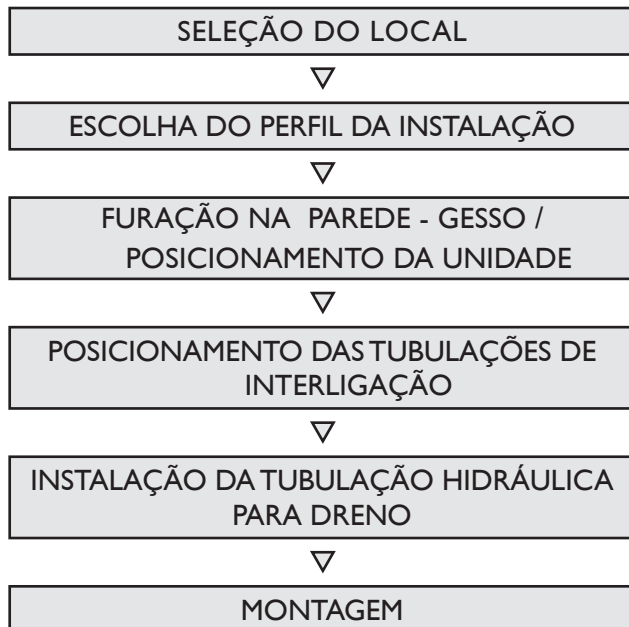 SELEÇÃO DO LOCAL
ESCOLHA DO PERFIL DA INSTALAÇÃO
FURAÇÃO NA PAREDE - GESSO /
POSICIONAMENTO DA UNIDADE
POSICIONAMENTO DAS TUBULAÇÕES DE
INTERLIGAÇÃO
INSTALAÇÃO DA TUBULAÇÃO HIDRÁULICA
PARA DRENO
MONTAGEM